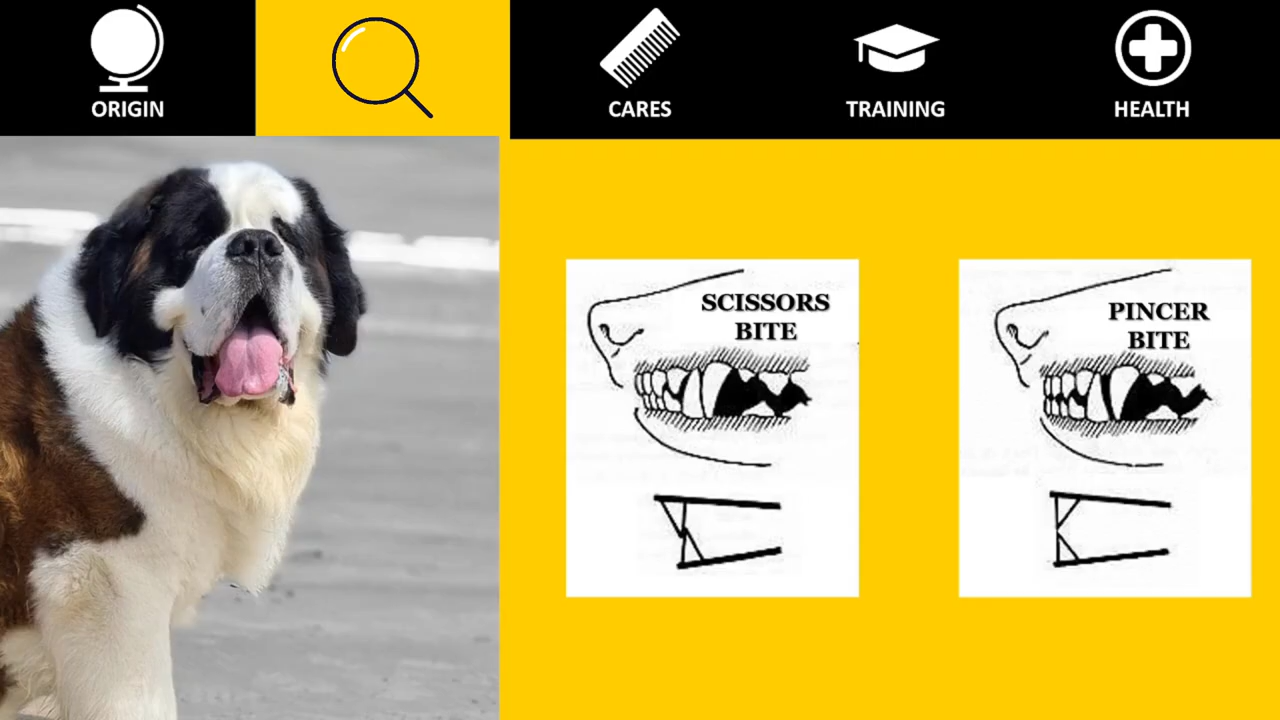 ORIGIN
CARES
TRAINING
HEALTH
SCISSORS
BITE
PINCER
BITE